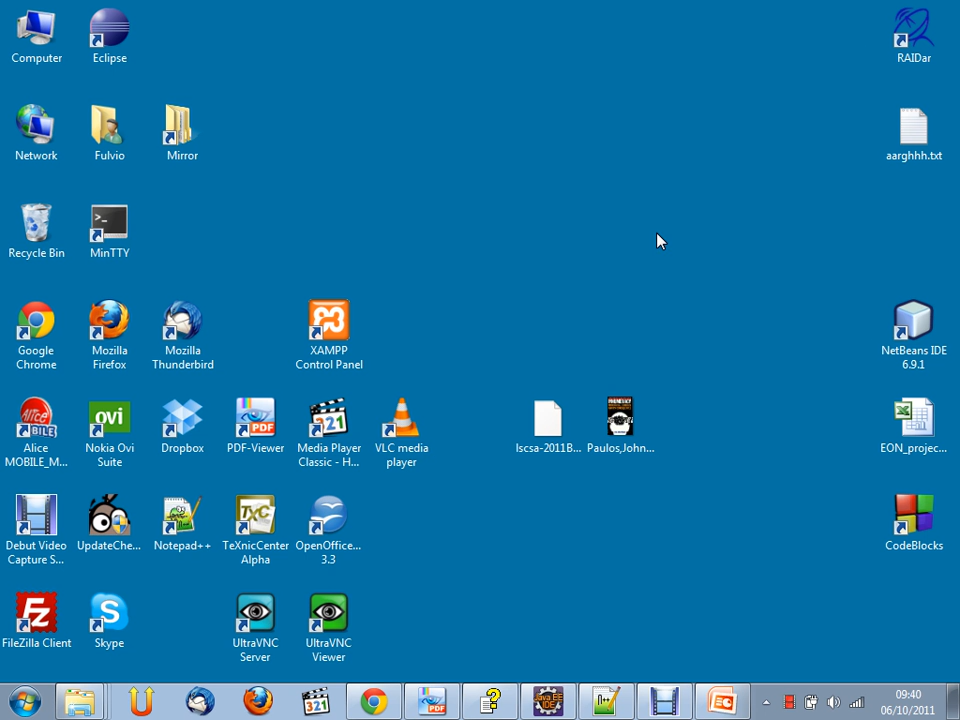 Computer
Eclipse
RAIDar
Network
Fulvio
Mirror
aarghhh.txt
Recycle Bin
MinTTY
Google
Chrome
Mozilla
Firefox
Mozilla
Thunderbird
XAMPP
Control Panel
NetBeans IDE
6.9.1
Alice
MOBILE_M...
Nokia Ovi
Suite
Dropbox
PDF-Viewer
Media Player
Classic - H...
VLC media
player
Iscsa-2011B...
Paulos,John...
EON_projec...
Debut Video
Capture S...
UpdateChe...
Notepad++
TeXnicCenter
Alpha
OpenOffice...
3.3
CodeBlocks
FileZilla Client
Skype
UltraVNC
Server
UltraVNC
Viewer
09:40
06/10/2011